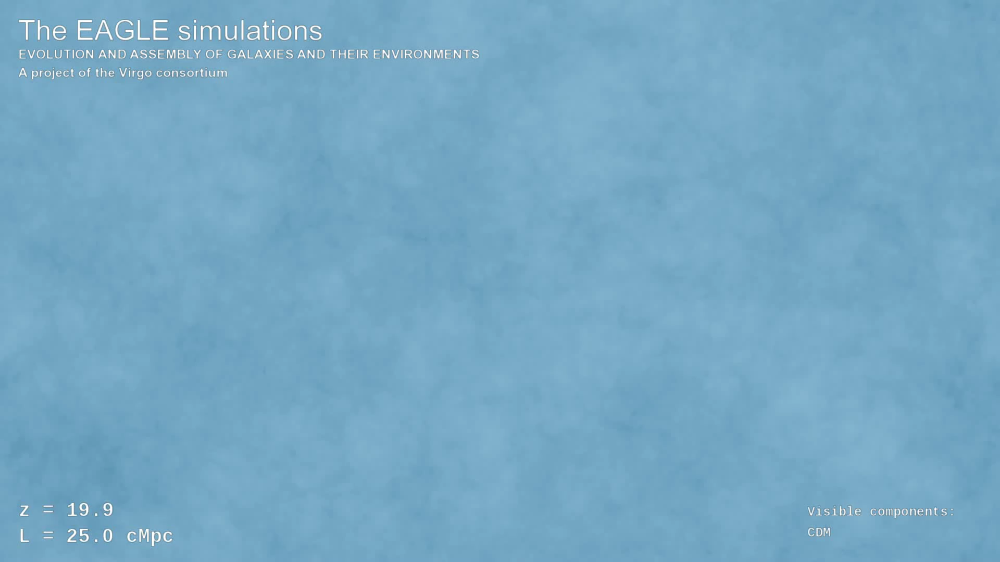 The EAGLE simulations
EVOLUTION AND ASSEMBLY OF GALAXIES AND THEIR ENVIRONMENTS
A project of the Virgo consortium
z = 19.9
L = 25.0 cMpc
Visible components:
CDM